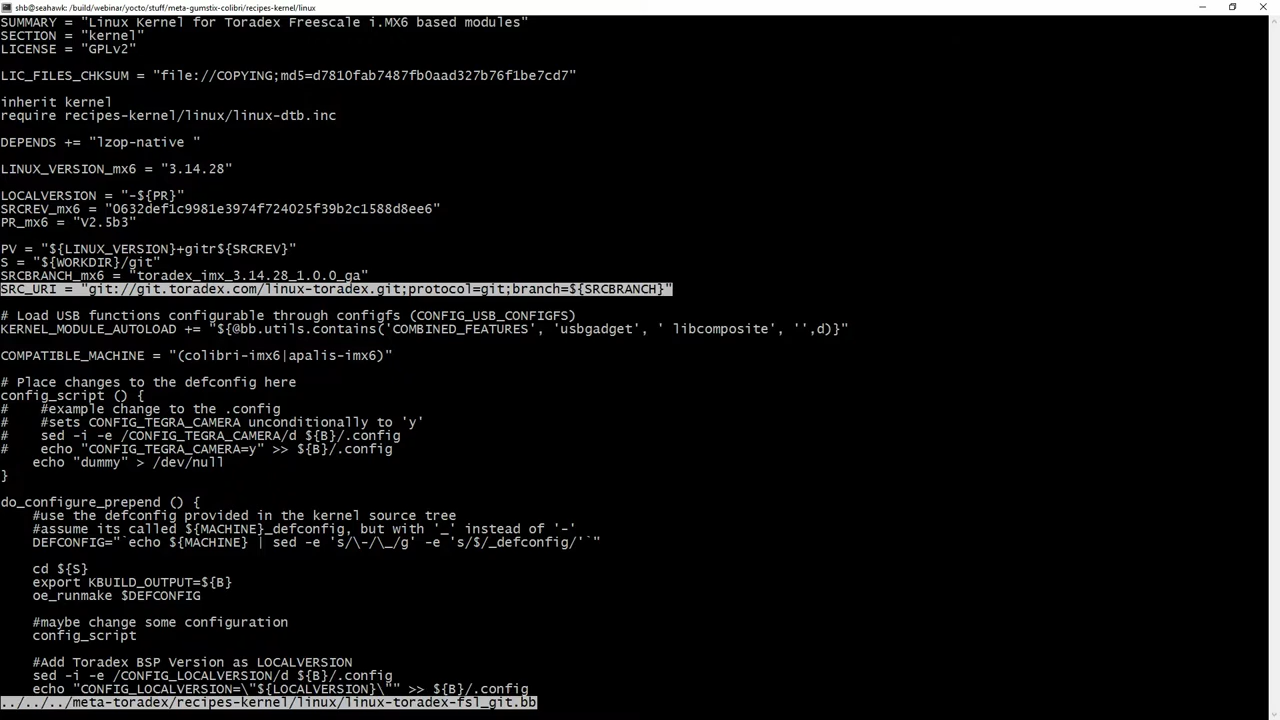 shb@seahawk: /build/webinar/yocto/stuff/meta-gumstix-colibri/recipes-kernel/linux
SUMMARY = "Linux Kernel for Toradex Freescale i.MX6 based modules"
SECTION = "kernel"
LICENSE = "GPLv2"
LIC_FILES_CHKSUM = "file://COPYING;md5=d7810fab7487fb0aad327b76f1be7cd7"
inherit kernel
require recipes-kernel/linux/linux-dtb.inc
DEPENDS += "lzop-native "
LINUX_VERSION_mx6 = "3.14.28"
LOCALVERSION = "-${PR}"
SRCREV_mx6 = "0632def1c9981e3974f724025f39b2c1588d8ee6"
PR_mx6 = "V2.5b3"
PV = "${LINUX_VERSION}+gitr${SRCREV}"
S = "${WORKDIR}/git"
SRCBRANCH_mx6 = "toradex_imx_3.14.28_1.0.0_ga"
SRC_URI = "git://git.toradex.com/linux-toradex.git;protocol=git;branch=${SRCBRANCH}"
# Load USB functions configurable through configfs (CONFIG_USB_CONFIGFS)
KERNEL_MODULE_AUTOLOAD += "${@bb.utils.contains('COMBINED_FEATURES', 'usbgadget', ' libcomposite', '',d)}"
COMPATIBLE_MACHINE = "(colibri-imx6|apalis-imx6)"
# Place changes to the defconfig here
config_script () {
#    #example change to the .config
#    #sets CONFIG_TEGRA_CAMERA unconditionally to 'y'
#    sed -i -e /CONFIG_TEGRA_CAMERA/d ${B}/.config
#    echo "CONFIG_TEGRA_CAMERA=y" >> ${B}/.config
    echo "dummy" > /dev/null
}
do_configure_prepend () {
    #use the defconfig provided in the kernel source tree
    #assume its called ${MACHINE}_defconfig, but with '_' instead of '-'
    DEFCONFIG="`echo ${MACHINE} | sed -e 's/\-/\_/g' -e 's/$/_defconfig/'`"
    cd ${S}
    export KBUILD_OUTPUT=${B}
    oe_runmake $DEFCONFIG
    #maybe change some configuration
    config_script
    #Add Toradex BSP Version as LOCALVERSION
    sed -i -e /CONFIG_LOCALVERSION/d ${B}/.config
    echo "CONFIG_LOCALVERSION=\"${LOCALVERSION}\"" >> ${B}/.config
../../../meta-toradex/recipes-kernel/linux/linux-toradex-fsl_git.bb